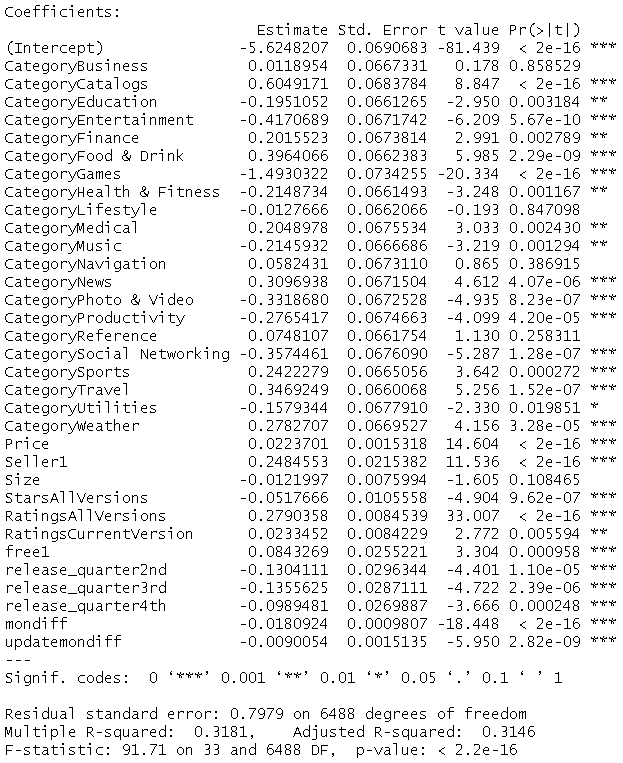 Coefficients:
Estimate Std. Error t value Pr(>|t|)
(Intercept) -5.6248207 0.0690683 -81.439 < 2e-16 ***
CategoryBusiness 0.0118954 0.0667331 0.178 0.858529
CategoryCatalogs 0.6049171 0.0683784 8.847 < 2e-16 ***
CategoryEducation -0.1951052 0.0661265 -2.950 0.003184 **
CategoryEntertainment -0.4170689 0.0671742 -6.209 5.67e-10 ***
CategoryFinance 0.2015523 0.0673814 2.991 0.002789 **
CategoryFood & Drink 0.3964066 0.0662383 5.985 2.29e-09 ***
CategoryGames -1.4930322 0.0734255 -20.334 < 2e-16 ***
CategoryHealth & Fitness -0.2148734 0.0661493 -3.248 0.001167 **
CategoryLifestyle -0.0127666 0.0662066 -0.193 0.847098
CategoryMedical 0.2048978 0.0675534 3.033 0.002430 **
CategoryMusic -0.2145932 0.0666686 -3.219 0.001294 **
CategoryNavigation 0.0582431 0.0673110 0.865 0.386915
CategoryNews 0.3096938 0.0671504 4.612 4.07e-06 ***
CategoryPhoto & Video -0.3318680 0.0672528 -4.935 8.23e-07 ***
CategoryProductivity -0.2765417 0.0674663 -4.099 4.20e-05 ***
CategoryReference 0.0748107 0.0661754 1.130 0.258311
CategorySocial Networking -0.3574461 0.0676090 -5.287 1.28e-07 ***
CategorySports 0.2422279 0.0665056 3.642 0.000272 ***
CategoryTravel 0.3469249 0.0660068 5.256 1.52e-07 ***
CategoryUtilities -0.1579344 0.0677910 -2.330 0.019851 *
CategoryWeather 0.2782707 0.0669527 4.156 3.28e-05 ***
Price 0.0223701 0.0015318 14.604 < 2e-16 ***
Seller1 0.2484553 0.0215382 11.536 < 2e-16 ***
Size -0.0121997 0.0075994 -1.605 0.108465
StarsAllVersions -0.0517666 0.0105558 -4.904 9.62e-07 ***
RatingsAllVersions 0.2790358 0.0084539 33.007 < 2e-16 ***
RatingsCurrentVersion 0.0233452 0.0084229 2.772 0.005594 **
free1 0.0843269 0.0255221 3.304 0.000958 ***
release_quarter2nd -0.1304111 0.0296344 -4.401 1.10e-05 ***
release_quarter3rd -0.1355625 0.0287111 -4.722 2.39e-06 ***
release_quarter4th -0.0989481 0.0269887 -3.666 0.000248 ***
mondiff -0.0180924 0.0009807 -18.448 < 2e-16 ***
updatemondiff -0.0090054 0.0015135 -5.950 2.82e-09 ***
---
Signif. codes: 0 ‘***’ 0.001 ‘**’ 0.01 ‘*’ 0.05 ‘.’ 0.1 ‘ ’ 1
Residual standard error: 0.7979 on 6488 degrees of freedom
Multiple R-squared: 0.3181, Adjusted R-squared: 0.3146
F-statistic: 91.71 on 33 and 6488 DF, p-value: < 2.2e-16